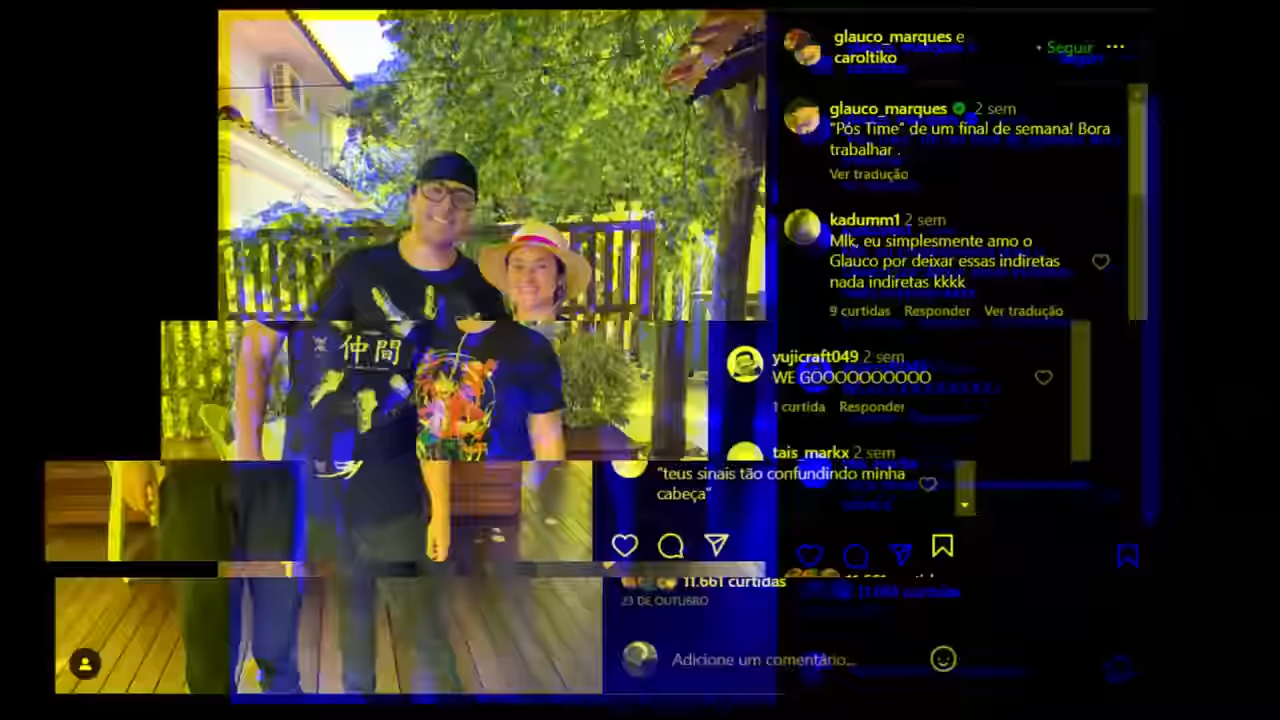 glauco_marques e
caroltiko
• Seguir
glauco_marques 2 sem
"Pós Time" de um final de semana! Bora
trabalhar .
Ver tradução
kadumm1 2 sem
Mlk, eu simplesmente amo o
Glauco por deixar essas indiretas
nada indiretas kkkk
9 curtidas Responder Ver tradução
仲間
yujicraft049 2 sem
WE GOOOOOOOOOO
1 curtida Responder
tais_markx 2 sem
"teus sinais tão confundindo minha
cabeça"
11.661 curtidas
23 DE OUTUBRO
Adicione um comentário...